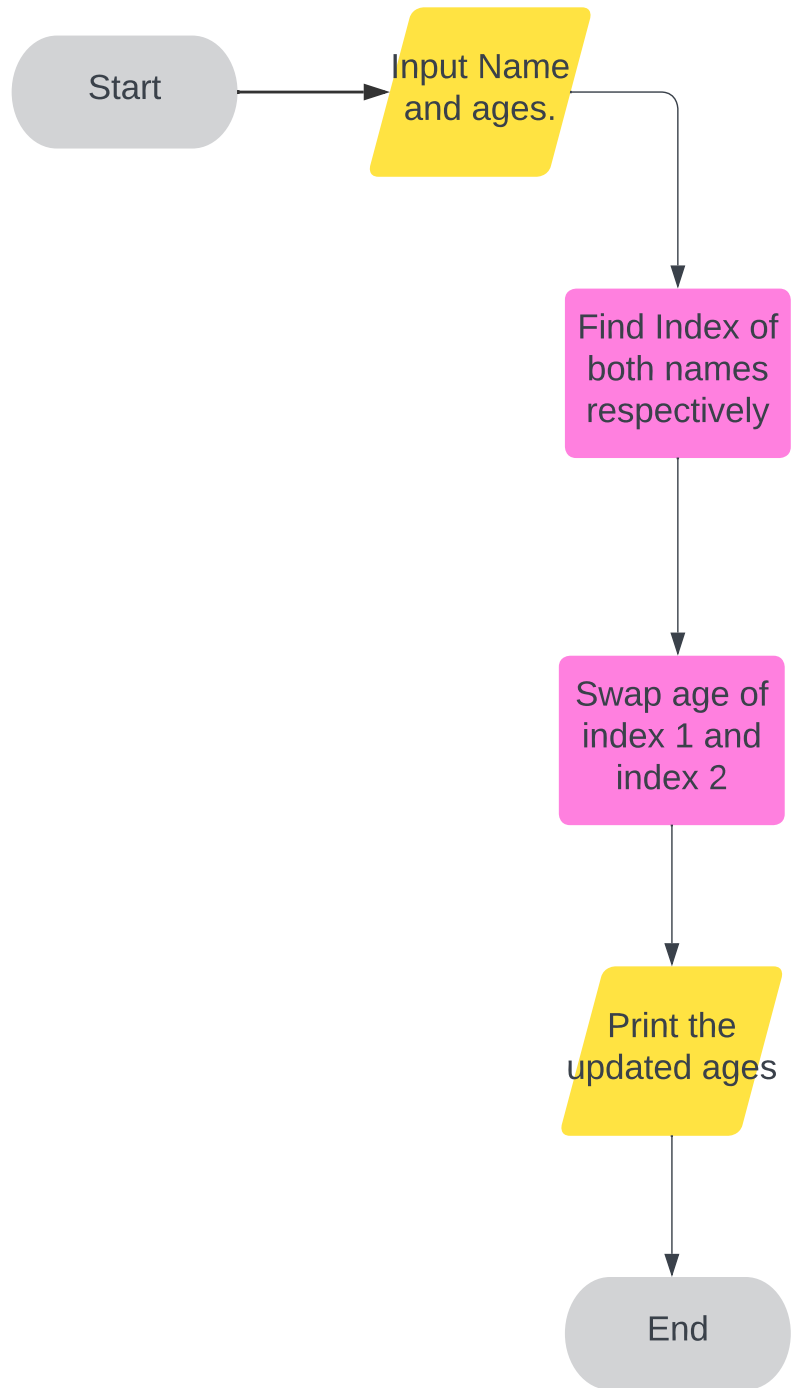 Start
Input Name
and ages.
Find Index of
both names
respectively
Swap age of
index 1 and
index 2
Print the
updated ages
End